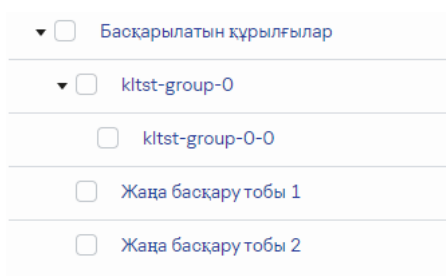 Басқарылатын құрылғылар
kltst-group-0
kltst-group-0-0
Жаңа басқару тобы 1
Жаңа басқару тобы 2